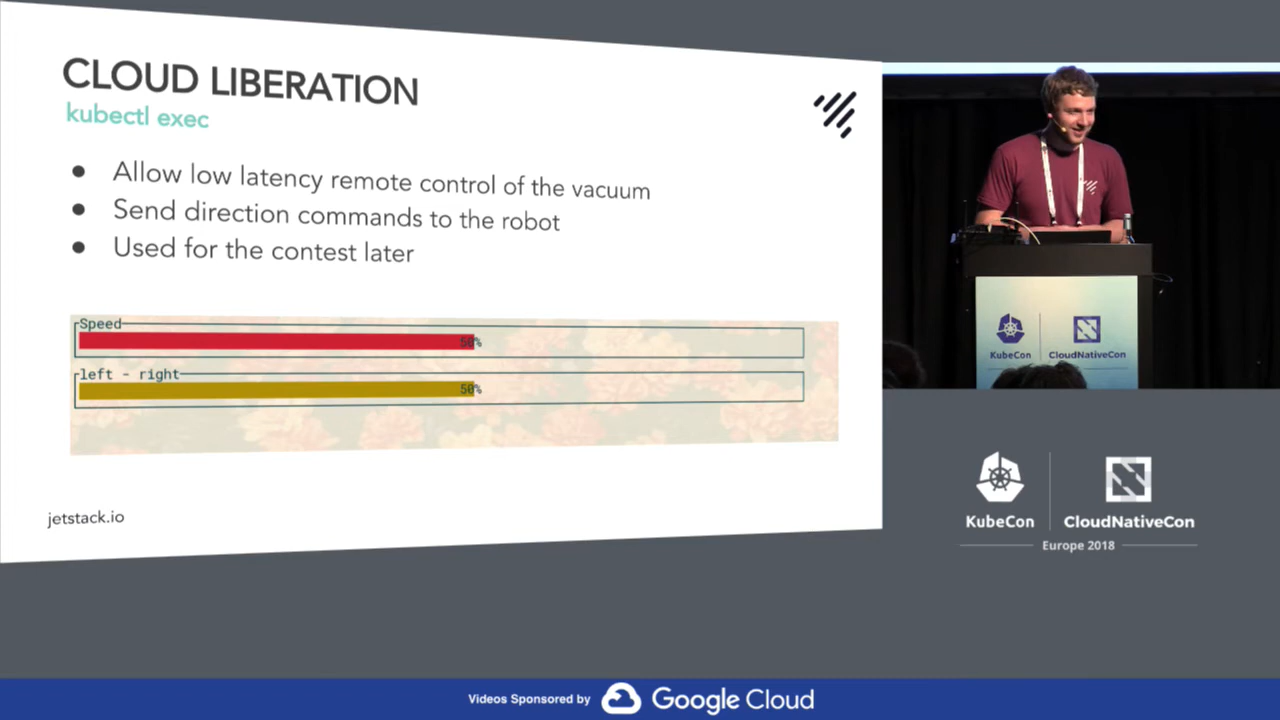 CLOUD LIBERATION
kubectl exec
● Allow low latency remote control of the vacuum
● Send direction commands to the robot
● Used for the contest later
Speed
50%
left - right
50%
jetstack.io
KubeCon
CloudNativeCon
KubeCon
CloudNativeCon
Europe 2018
Videos Sponsored by
Google Cloud